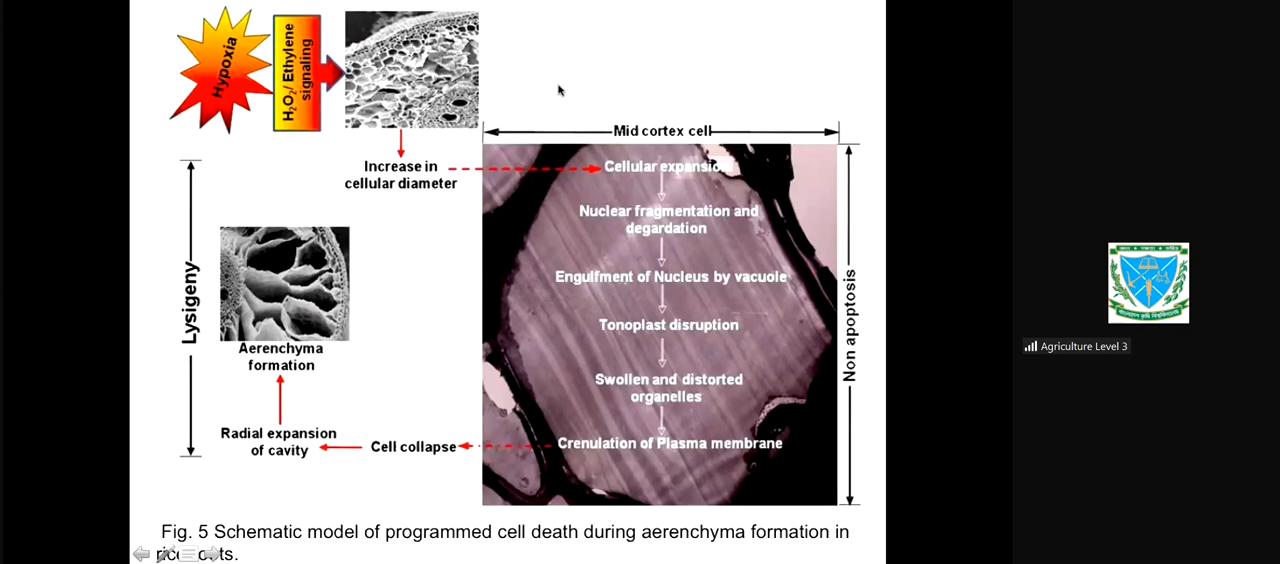 Hypoxia
H₂O₂/ Ethylene
signaling
Mid cortex cell
Increase in
cellular diameter
Cellular expansion
Nuclear fragmentation and
degardation
Engulfment of Nucleus by vacuole
Tonoplast disruption
Swollen and distorted
organelles
Crenulation of Plasma membrane
Non apoptosis
Lysigeny
Aerenchyma
formation
Radial expansion
of cavity
Cell collapse
Fig. 5 Schematic model of programmed cell death during aerenchyma formation in
Agriculture Level 3